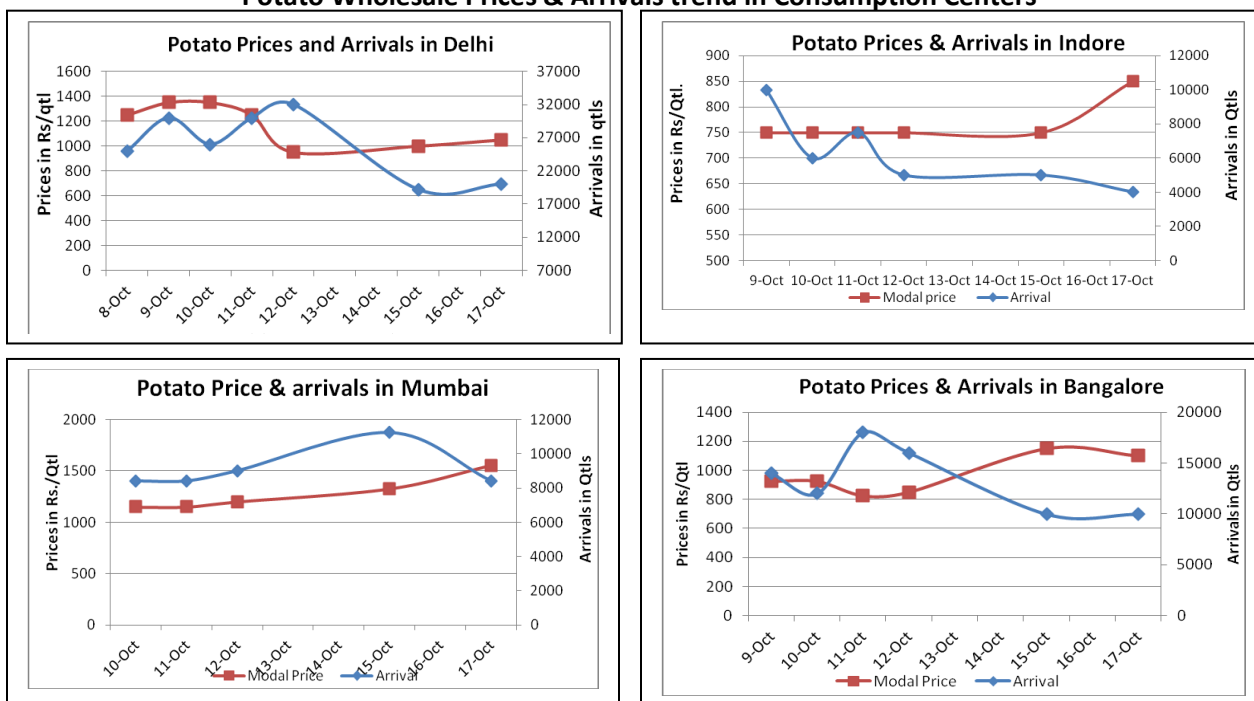 Potato Wholesale Prices & Arrivals trend in Consumption Centers
Potato Prices and Arrivals in Delhi
Prices in Rs/qtl
1600
1400
1200
1000
800
600
400
200
0
37000
32000
27000
22000
17000
12000
7000
Arrivals in qtls
8-Oct 9-Oct 10-Oct 11-Oct 12-Oct 13-Oct 14-Oct 15-Oct 16-Oct 17-Oct
Potato Prices & Arrivals in Indore
Prices in Rs/Qtl.
900
850
800
750
700
650
600
550
500
12000
10000
8000
6000
4000
2000
0
Arrivals in Qtls
9-Oct 10-Oct 11-Oct 12-Oct 13-Oct 14-Oct 15-Oct 16-Oct 17-Oct
Modal price Arrival
Potato Price & arrivals in Mumbai
Prices in Rs./Qtl
2000
1500
1000
500
0
12000
10000
8000
6000
4000
2000
0
Arrivals in Qtls
10-Oct 11-Oct 12-Oct 13-Oct 14-Oct 15-Oct 16-Oct 17-Oct
Modal Price Arrival
Potato Prices & Arrivals in Bangalore
Prices in Rs/Qtl
1400
1200
1000
800
600
400
200
0
20000
15000
10000
5000
0
Arrivals in Qtls
9-Oct 10-Oct 11-Oct 12-Oct 13-Oct 14-Oct 15-Oct 16-Oct 17-Oct
Modal Price Arrival